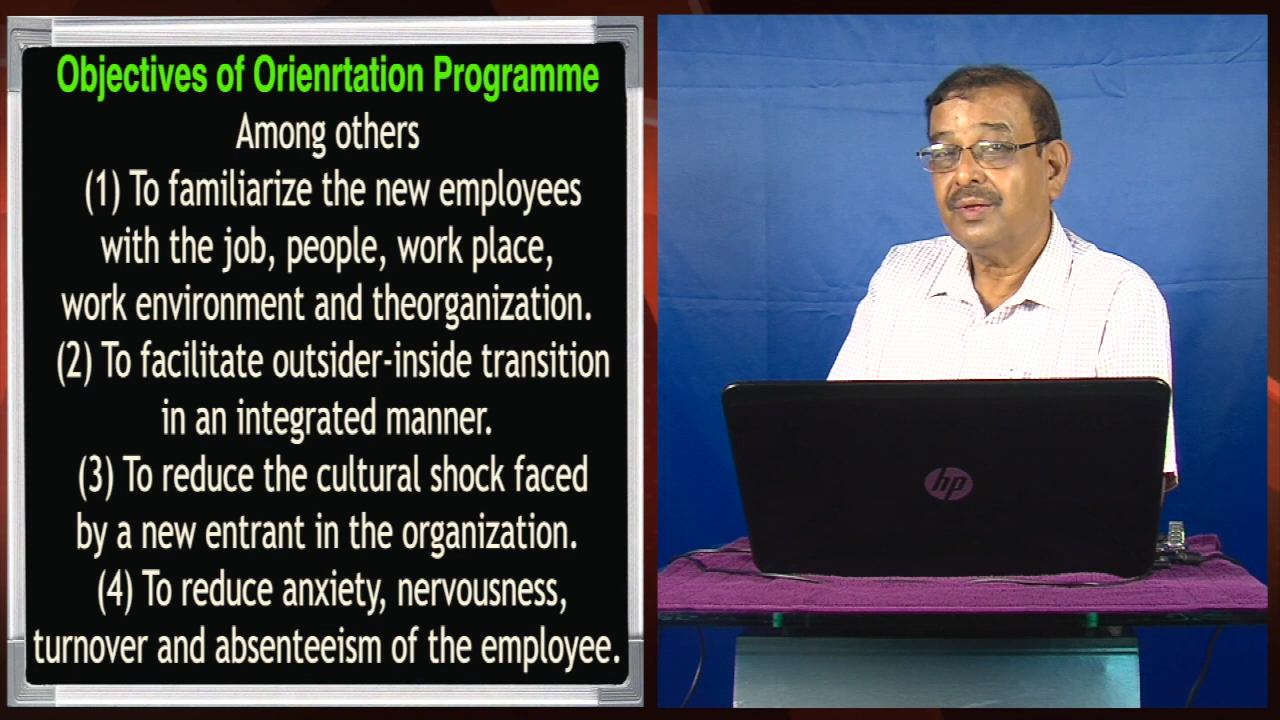 Objectives of Orienrtation Programme
Among others
(1) To familiarize the new employees
with the job, people, work place,
work environment and theorganization.
(2) To facilitate outsider-inside transition
in an integrated manner.
(3) To reduce the cultural shock faced
by a new entrant in the organization.
(4) To reduce anxiety, nervousness,
turnover and absenteeism of the employee.
hp